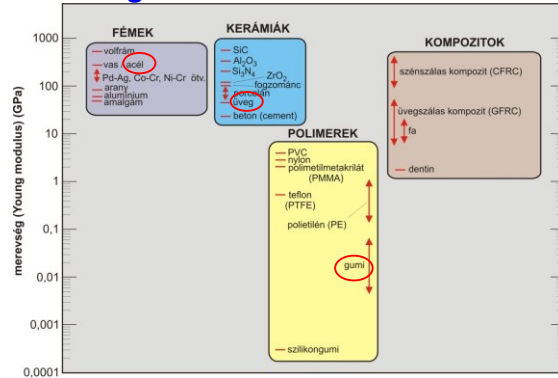 FÉMEK
KERÁMIÁK
KOMPOZITOK
POLIMEREK
merevség (Young modulus) (GPa)
1000
100
10
1
0,1
0,01
0,001
0,0001
volfrám
vas / acél
Pd-Ag, Co-Cr, Ni-Cr ötv.
arany
alumínium
amalgám
SiC
Al₂O₃
Si₃N₄
ZrO₂
fogzománc
porcelán
üveg
beton (cement)
szénszálas kompozit (CFRC)
üvegszálas kompozit (GFRC)
fa
dentin
PVC
nylon
polimetilmetakrilát
(PMMA)
teflon
(PTFE)
polietilén (PE)
gumi
szilikongumi